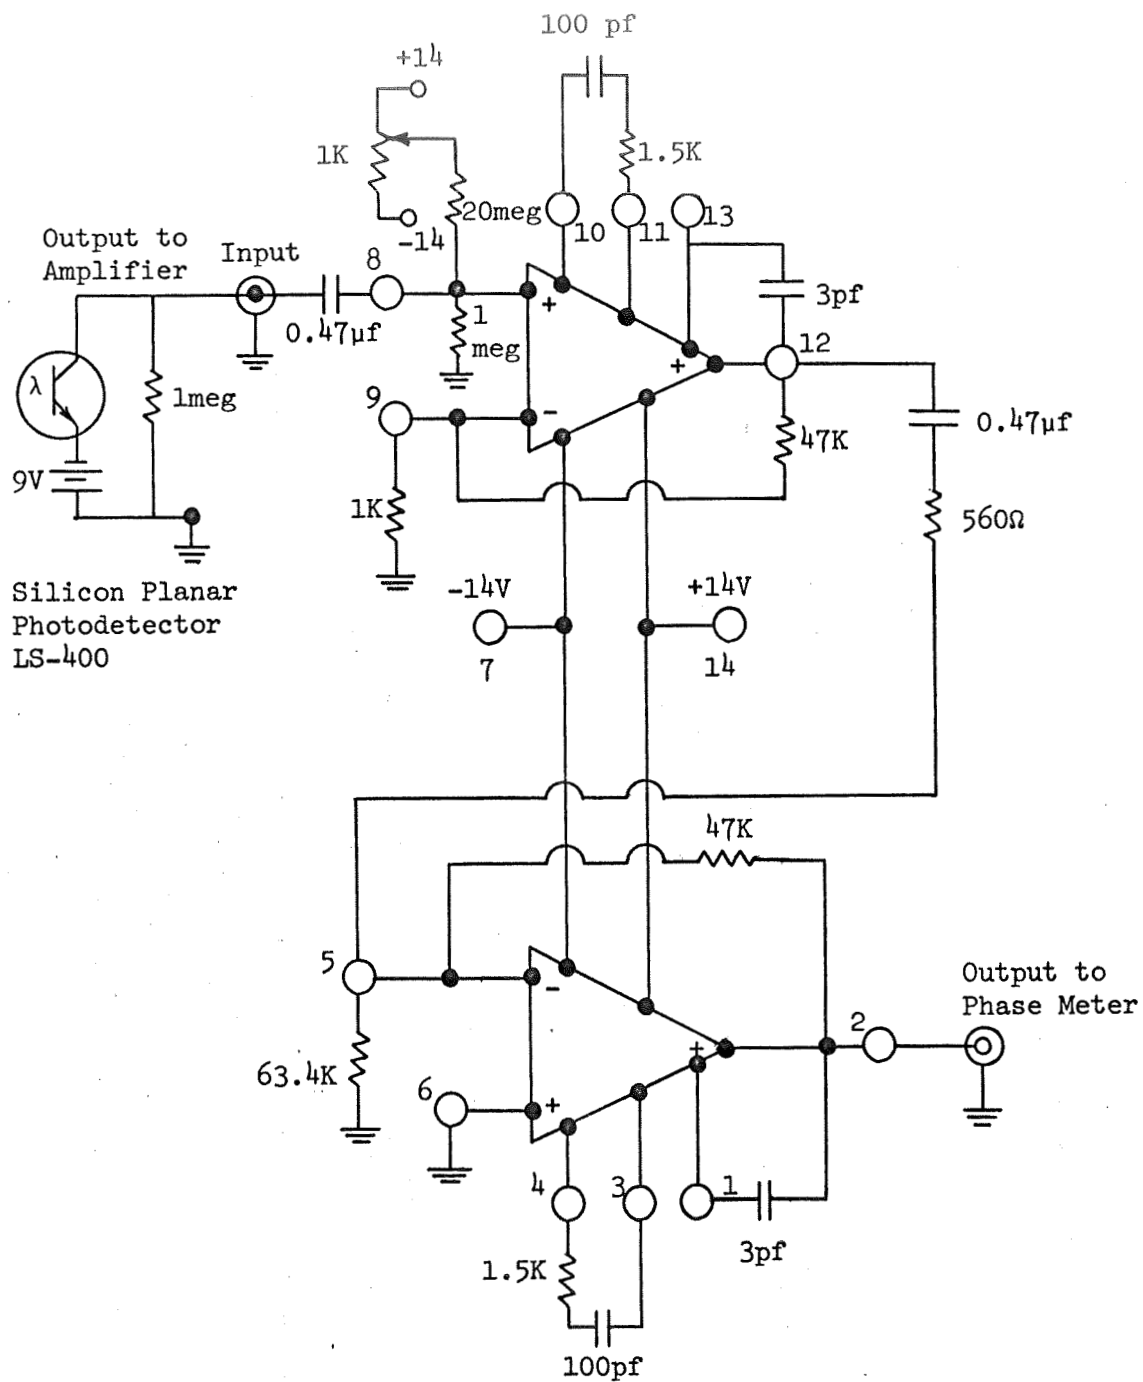 100 pf
+14
1K
1.5K
20meg
10
11
13
-14
Output to
Amplifier
Input
8
3pf
0.47µf
1
meg
+
12
+
λ
1meg
9
-
0.47µf
47K
9V
1K
560Ω
Silicon Planar
Photodetector
LS-400
-14V
+14V
7
14
47K
5
-
Output to
Phase Meter
2
+
63.4K
6
+
4
3
1
3pf
1.5K
100pf